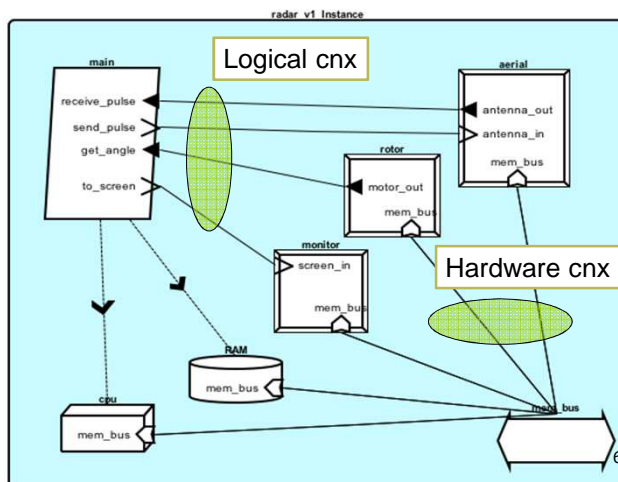 radar_v1_Instance
main
Logical cnx
aerial
receive_pulse
antenna_out
send_pulse
antenna_in
get_angle
rotor
mem_bus
to_screen
motor_out
mem_bus
monitor
screen_in
Hardware cnx
mem_bus
RAM
mem_bus
cpu
mem_bus
mem_bus
6